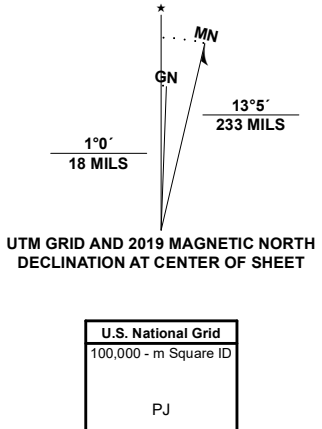 ★
MN
GN
1°0´
18 MILS
13°5´
233 MILS
UTM GRID AND 2019 MAGNETIC NORTH
DECLINATION AT CENTER OF SHEET
U.S. National Grid
100,000 - m Square ID
PJ